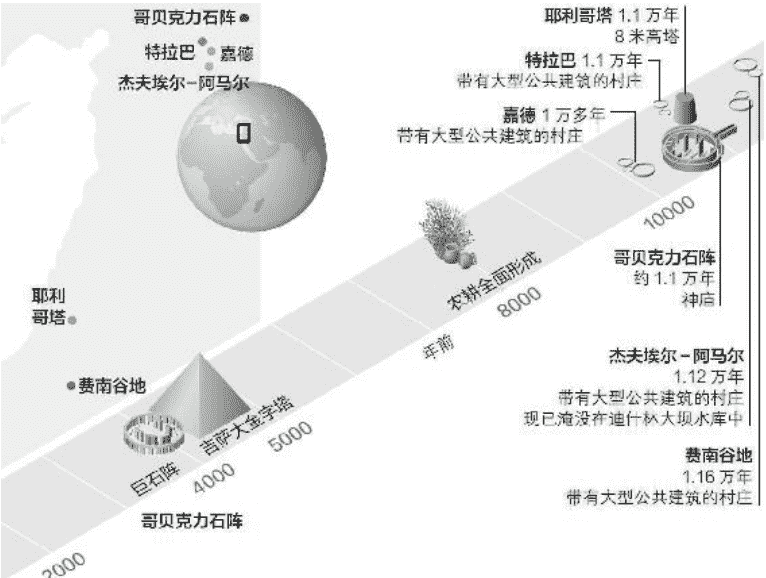 哥贝克力石阵
特拉巴
嘉德
杰夫埃尔-阿马尔
耶利
哥塔
费南谷地
耶利哥塔 1.1 万年
8 米高塔
特拉巴 1.1 万年
带有大型公共建筑的村庄
嘉德 1 万多年
带有大型公共建筑的村庄
10000
哥贝克力石阵
约 1.1 万年
神庙
农耕全面形成
8000
年前
杰夫埃尔-阿马尔
1.12 万年
带有大型公共建筑的村庄
现已淹没在迪什林大坝水库中
费南谷地
1.16 万年
带有大型公共建筑的村庄
吉萨大金字塔
5000
巨石阵
4000
哥贝克力石阵
2000